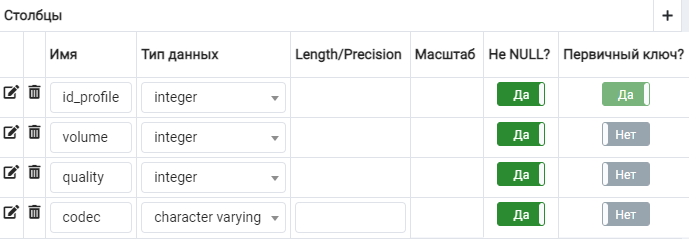 Столбцы +
Имя Тип данных Length/Precision Масштаб Не NULL? Первичный ключ?
id_profile integer Да Да
volume integer Да Нет
quality integer Да Нет
codec character varying Да Нет